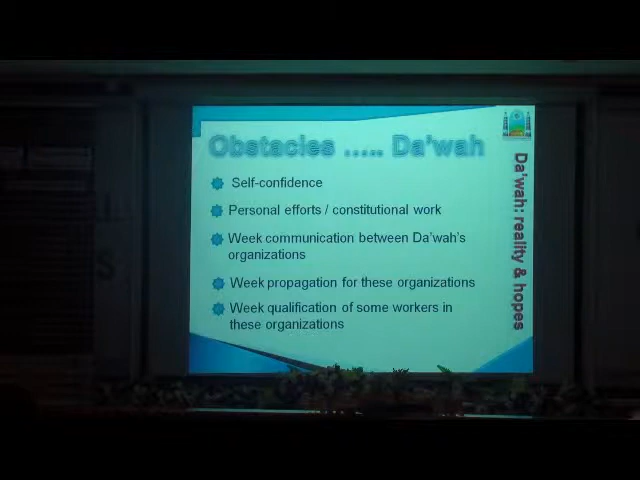 Obstacles ..... Da'wah
Self-confidence
Personal efforts / constitutional work
Week communication between Da'wah's
organizations
Week propagation for these organizations
Week qualification of some workers in
these organizations
Da'wah: reality & hopes